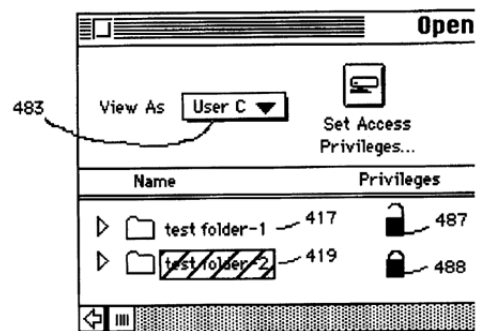 Open
483
View As User C
Set Access
Privileges...
Name Privileges
test folder-1 417 487
test folder-2 419 488